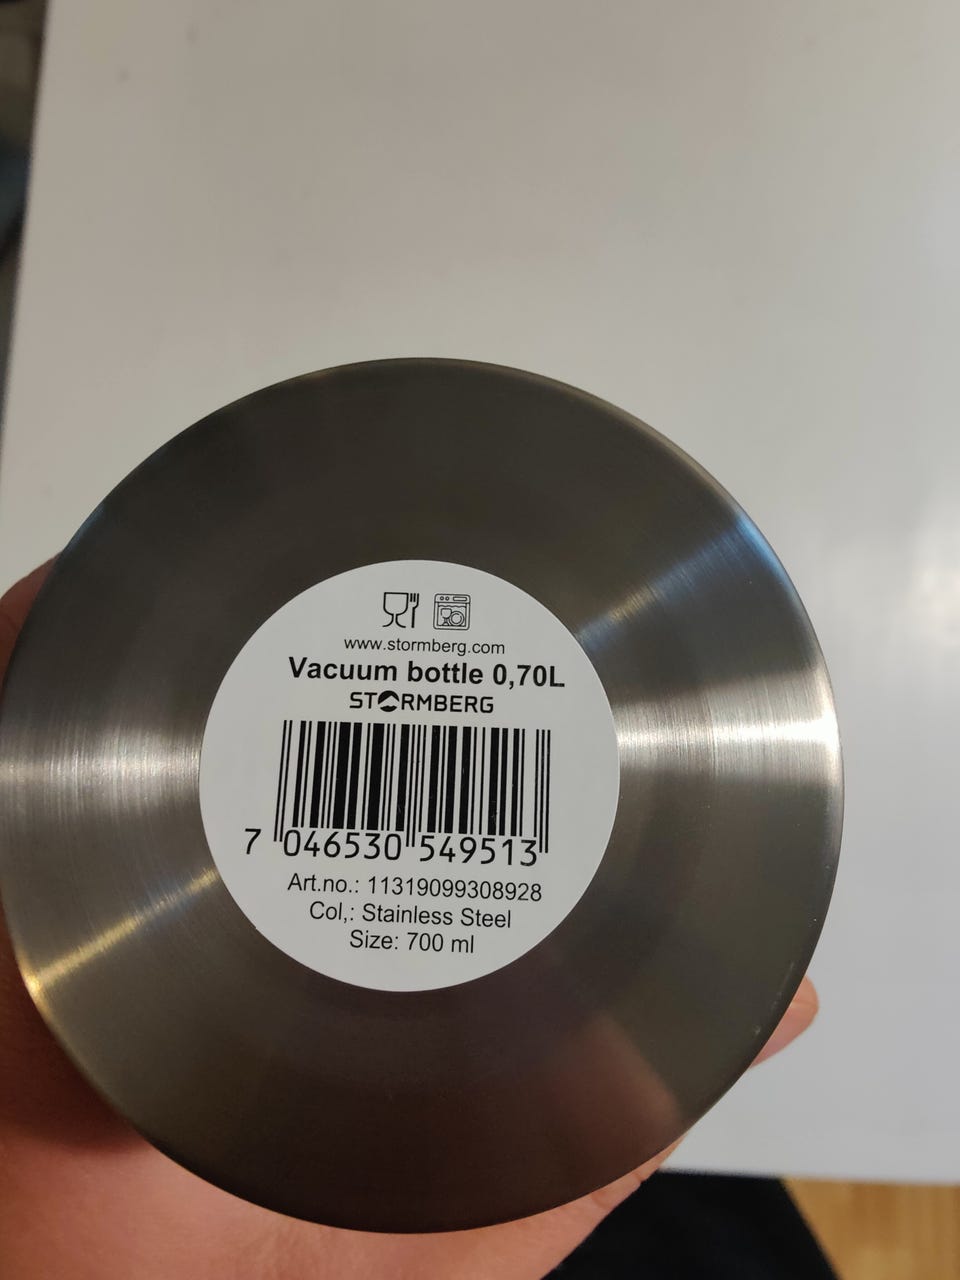 www.stormberg.com
Vacuum bottle 0,70L
STORMBERG
7 046530 549513
Art.no.: 11319099308928
Col,: Stainless Steel
Size: 700 ml